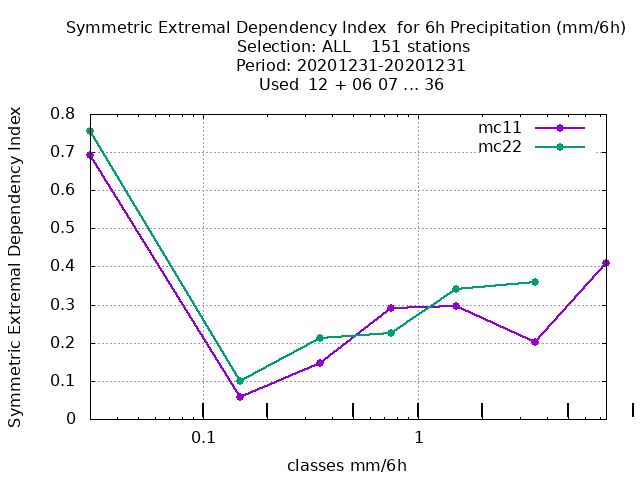 Symmetric Extremal Dependency Index  for 6h Precipitation (mm/6h)
Selection: ALL    151 stations
Period: 20201231-20201231
Used  12 + 06 07 ... 36
mc11
mc22
Symmetric Extremal Dependency Index
0.8
0.7
0.6
0.5
0.4
0.3
0.2
0.1
0
0.1 1
classes mm/6h